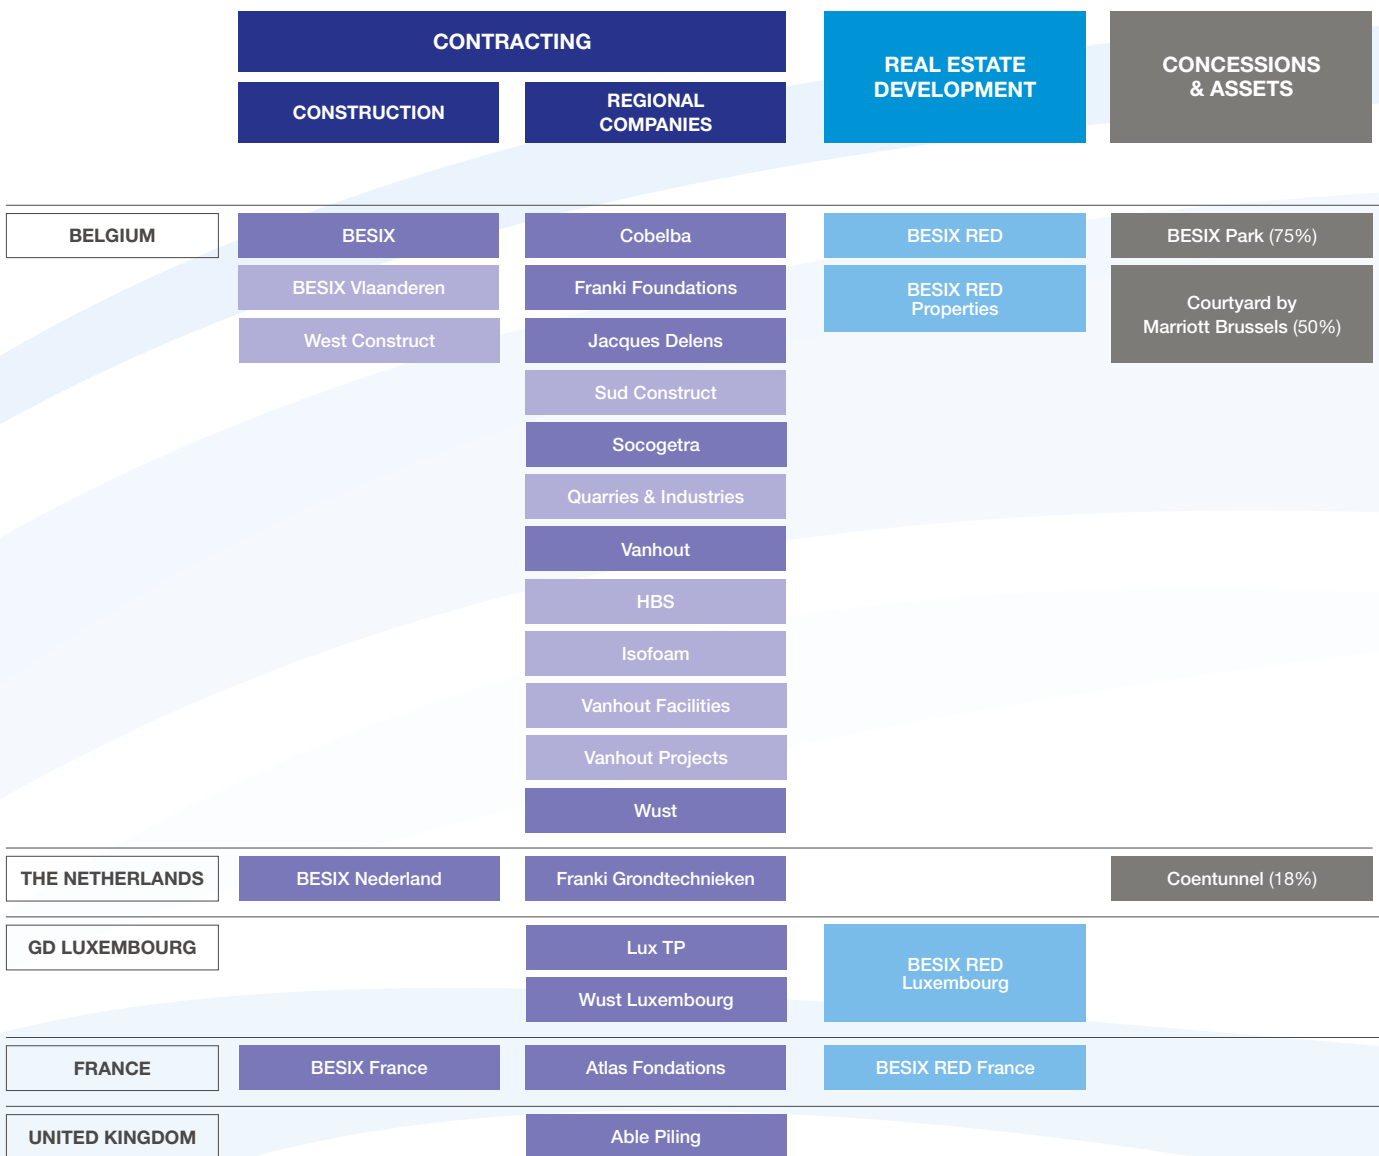 CONTRACTING
CONSTRUCTION
REGIONAL
COMPANIES
REAL ESTATE
DEVELOPMENT
CONCESSIONS
& ASSETS
BELGIUM
BESIX
BESIX Vlaanderen
West Construct
Cobelba
Franki Foundations
Jacques Delens
Sud Construct
Socogetra
Quarries & Industries
Vanhout
HBS
Isofoam
Vanhout Facilities
Vanhout Projects
Wust
BESIX RED
BESIX RED
Properties
BESIX Park (75%)
Courtyard by
Marriott Brussels (50%)
THE NETHERLANDS
BESIX Nederland
Franki Grondtechnieken
Coentunnel (18%)
GD LUXEMBOURG
Lux TP
Wust Luxembourg
BESIX RED
Luxembourg
FRANCE
BESIX France
Atlas Fondations
BESIX RED France
UNITED KINGDOM
Able Piling